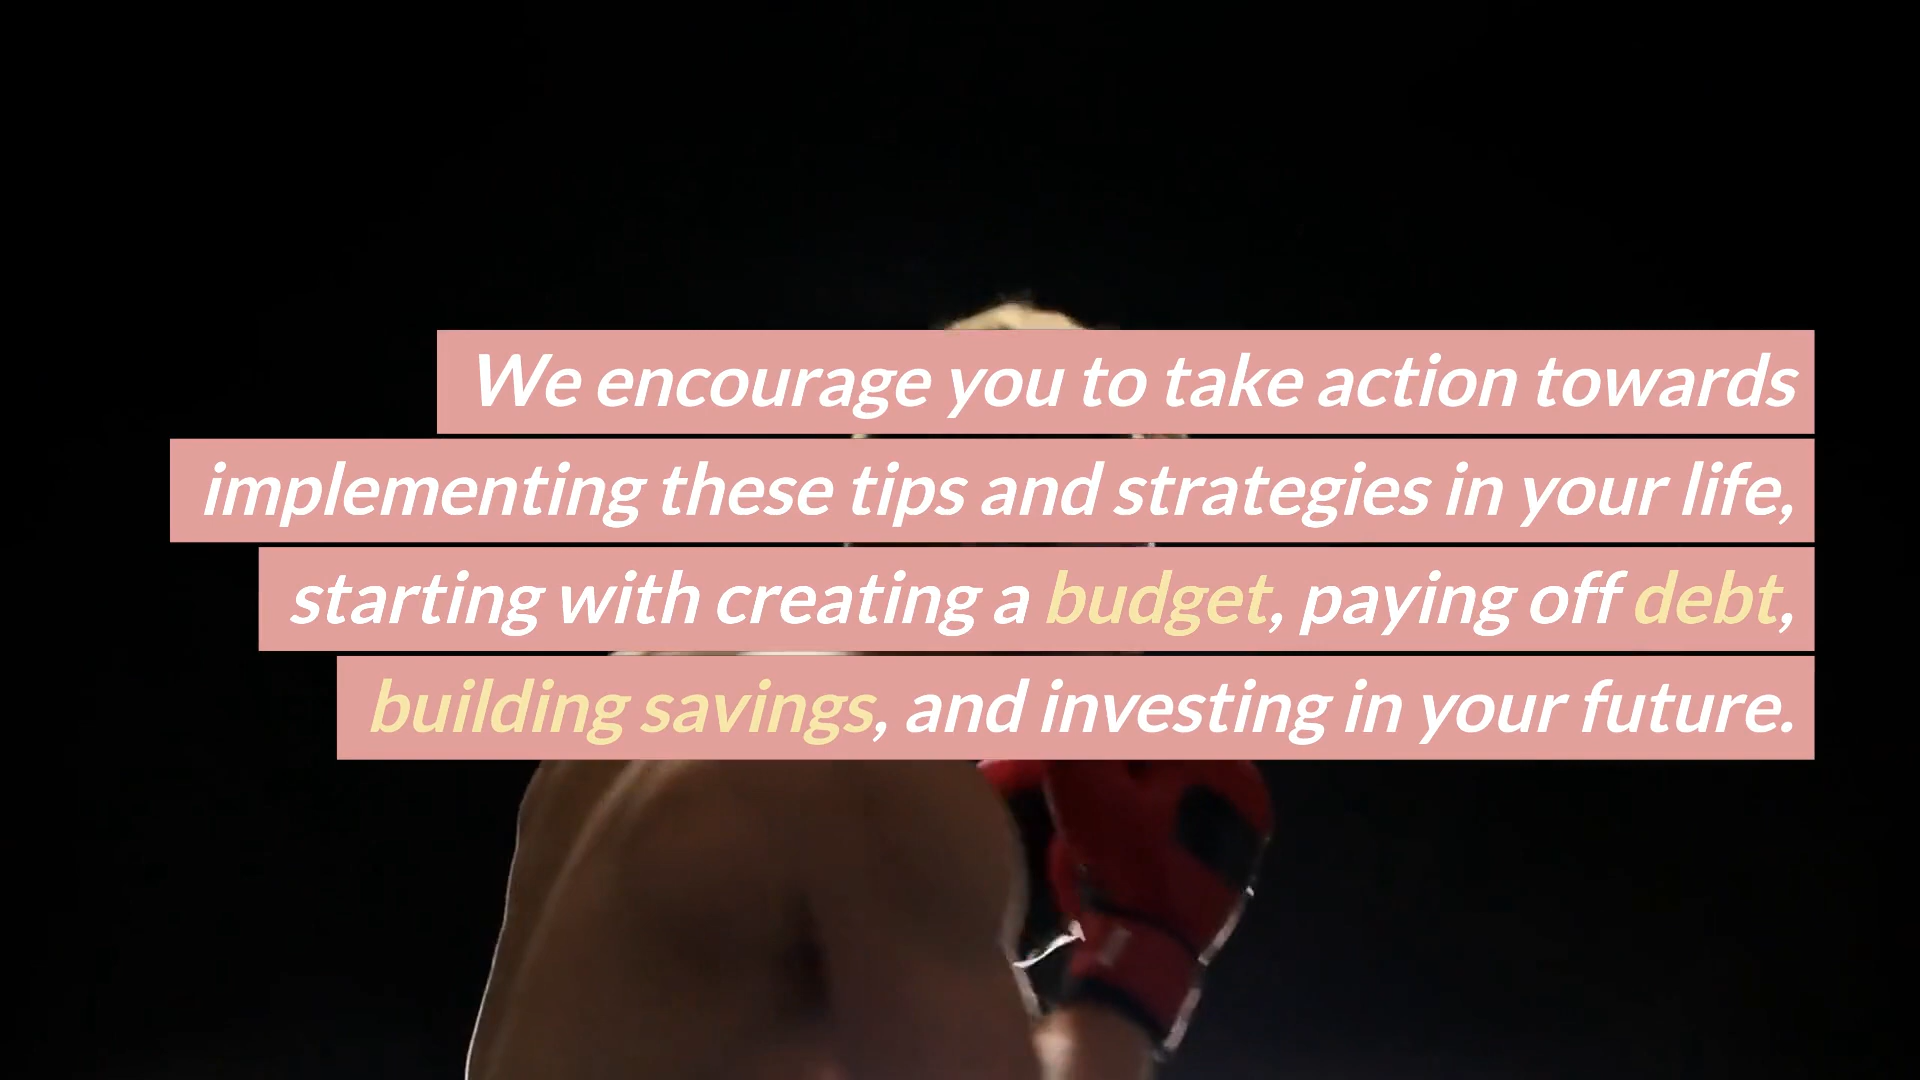 We encourage you to take action towards
implementing these tips and strategies in your life,
starting with creating a budget, paying off debt,
building savings, and investing in your future.